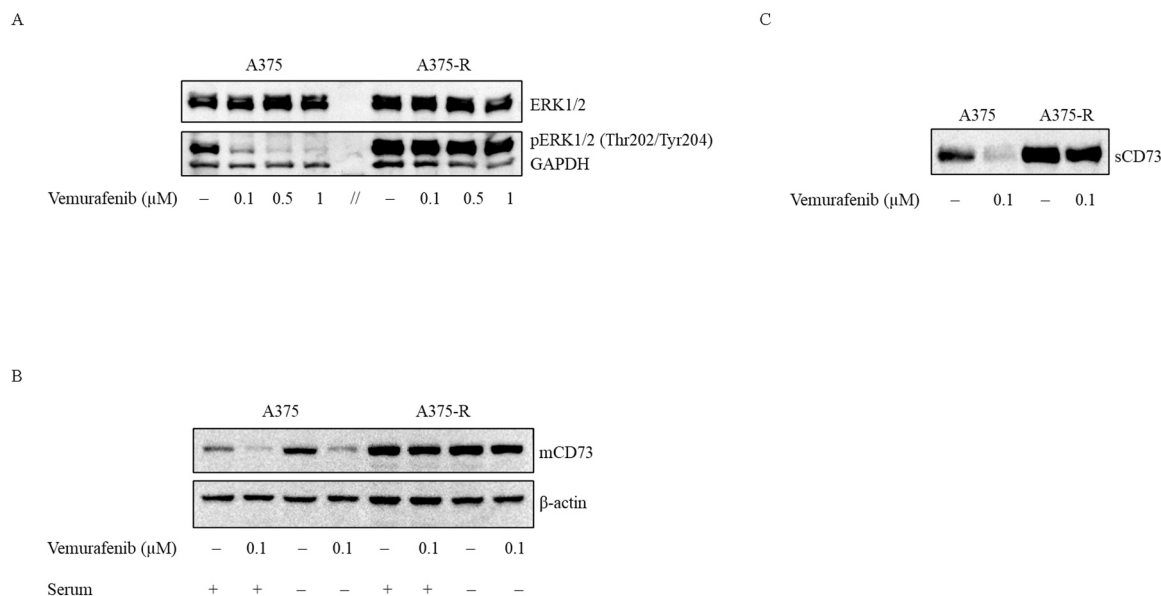 A
C
A375 A375-R
ERK1/2
pERK1/2 (Thr202/Tyr204)
GAPDH
Vemurafenib (μM) – 0.1 0.5 1 // – 0.1 0.5 1
A375 A375-R
sCD73
Vemurafenib (μM) – 0.1 – 0.1
B
A375 A375-R
mCD73
β-actin
Vemurafenib (μM) – 0.1 – 0.1 – 0.1 – 0.1
Serum + + – – + + – –